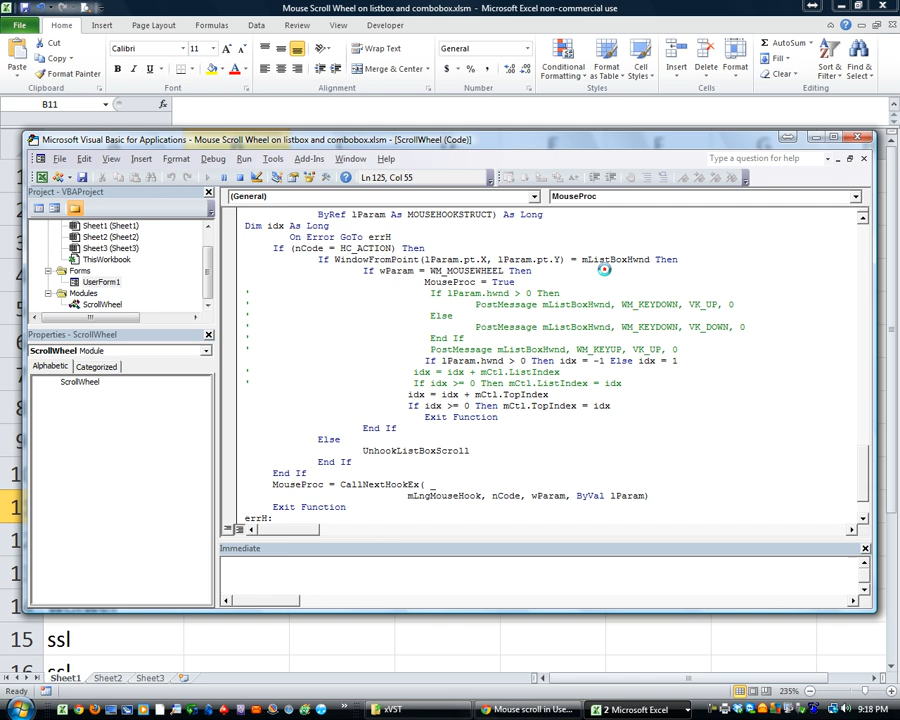 Mouse Scroll Wheel on listbox and combobox.xlsm - Microsoft Excel non-commercial use
File Home Insert Page Layout Formulas Data Review View Developer
Cut
Copy
Format Painter
Paste
Clipboard
Calibri 11
B I U
Font
Wrap Text
Merge & Center
Alignment
General
$ % ,
Number
Conditional Formatting
Format as Table
Cell Styles
Styles
Insert Delete Format
Cells
AutoSum
Fill
Clear
Sort & Filter
Find & Select
Editing
B11 fx
Microsoft Visual Basic for Applications - Mouse Scroll Wheel on listbox and combobox.xlsm - [ScrollWheel (Code)]
File Edit View Insert Format Debug Run Tools Add-Ins Window Help
Type a question for help
Ln 125, Col 55
Project - VBAProject
Sheet1 (Sheet1)
Sheet2 (Sheet2)
Sheet3 (Sheet3)
ThisWorkbook
Forms
UserForm1
Modules
ScrollWheel
Properties - ScrollWheel
ScrollWheel Module
Alphabetic Categorized
ScrollWheel
(General) MouseProc
ByRef lParam As MOUSEHOOKSTRUCT) As Long
Dim idx As Long
On Error GoTo errH
If (nCode = HC_ACTION) Then
If WindowFromPoint(lParam.pt.X, lParam.pt.Y) = mListBoxHwnd Then
If wParam = WM_MOUSEWHEEL Then
MouseProc = True
' If lParam.hwnd > 0 Then
' PostMessage mListBoxHwnd, WM_KEYDOWN, VK_UP, 0
' Else
' PostMessage mListBoxHwnd, WM_KEYDOWN, VK_DOWN, 0
' End If
' PostMessage mListBoxHwnd, WM_KEYUP, VK_UP, 0
If lParam.hwnd > 0 Then idx = -1 Else idx = 1
' idx = idx + mCtl.ListIndex
' If idx >= 0 Then mCtl.ListIndex = idx
idx = idx + mCtl.TopIndex
If idx >= 0 Then mCtl.TopIndex = idx
Exit Function
End If
Else
UnhookListBoxScroll
End If
End If
MouseProc = CallNextHookEx( _
mLngMouseHook, nCode, wParam, ByVal lParam)
Exit Function
errH:
Immediate
15 ssl
Sheet1 Sheet2 Sheet3
Ready 235%
xVST
Mouse scroll in Use...
2 Microsoft Excel
9:18 PM